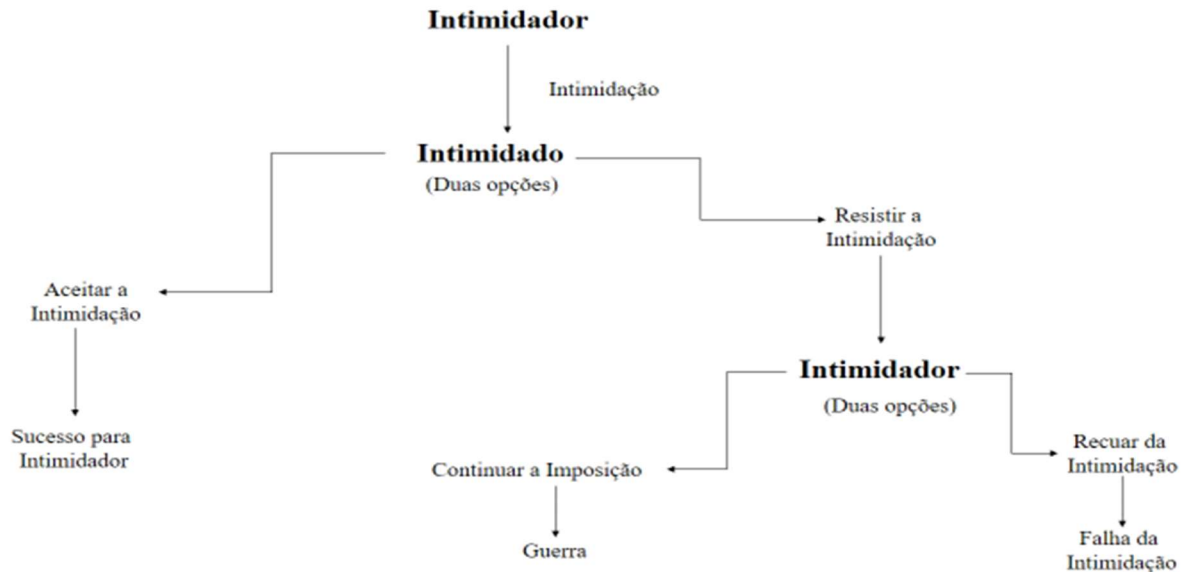 Intimidador
Intimidação
Intimidado
(Duas opções)
Resistir a
Intimidação
Aceitar a
Intimidação
Intimidador
(Duas opções)
Sucesso para
Intimidador
Continuar a Imposição
Recuar da
Intimidação
Guerra
Falha da
Intimidação